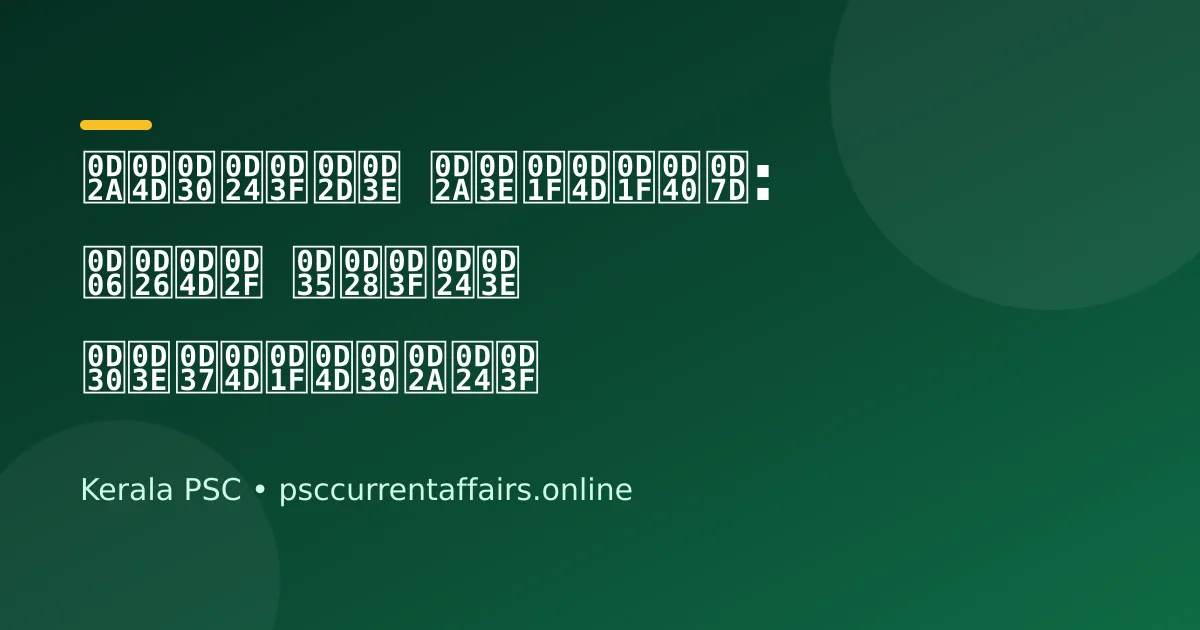 പ്രതിഭാ പാട്ടീൽ:
ആദ്യ വനിതാ
രാഷ്ട്രപതി
Kerala PSC • psccurrentaffairs.online